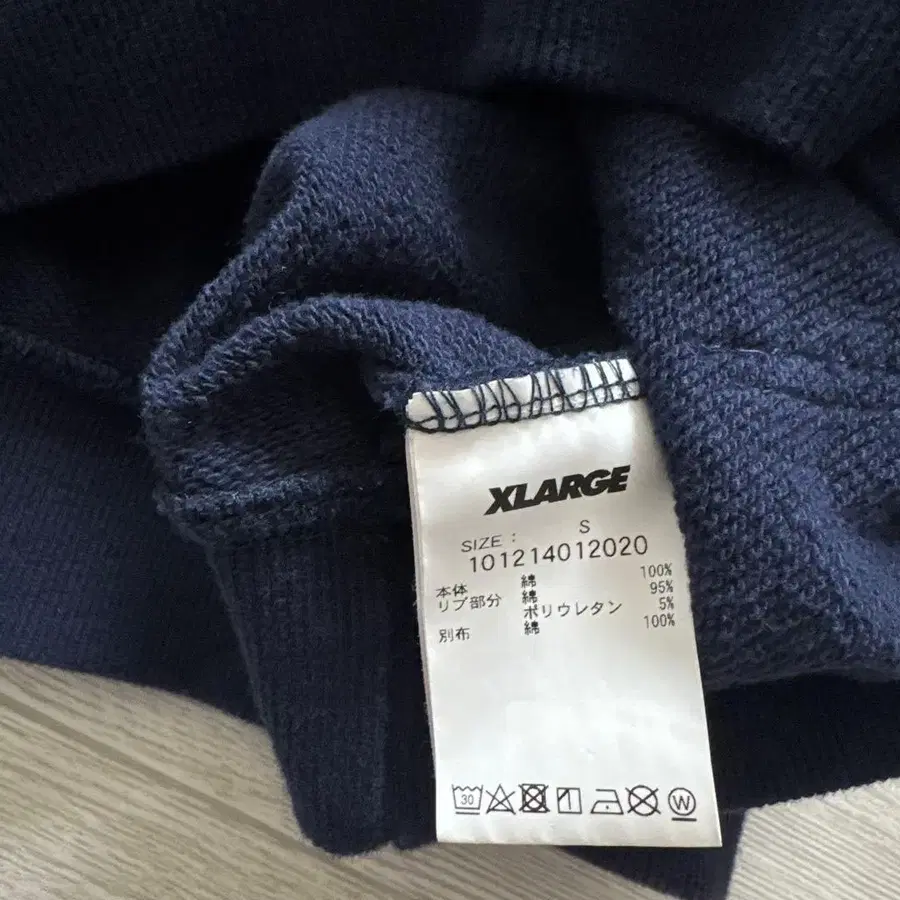 XLARGE
SIZE : S
101214012020
本体 綿 100%
リブ部分 綿 95%
ポリウレタン 5%
別布 綿 100%
30 W